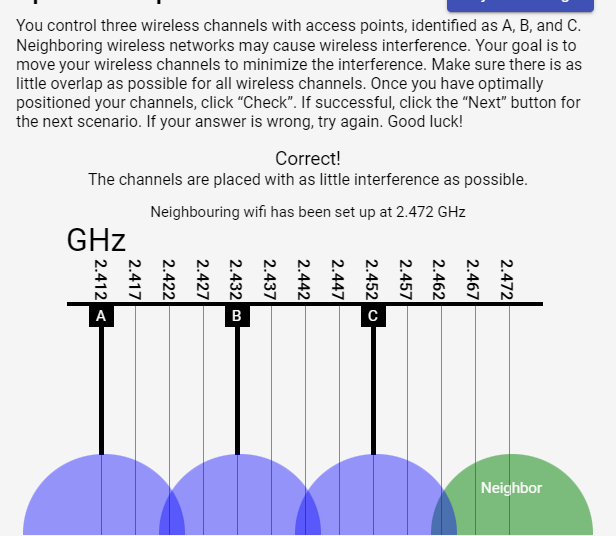 You control three wireless channels with access points, identified as A, B, and C.
Neighboring wireless networks may cause wireless interference. Your goal is to
move your wireless channels to minimize the interference. Make sure there is as
little overlap as possible for all wireless channels. Once you have optimally
positioned your channels, click “Check”. If successful, click the “Next” button for
the next scenario. If your answer is wrong, try again. Good luck!
Correct!
The channels are placed with as little interference as possible.
Neighbouring wifi has been set up at 2.472 GHz
GHz
2.412 2.417 2.422 2.427 2.432 2.437 2.442 2.447 2.452 2.457 2.462 2.467 2.472
A B C
Neighbor